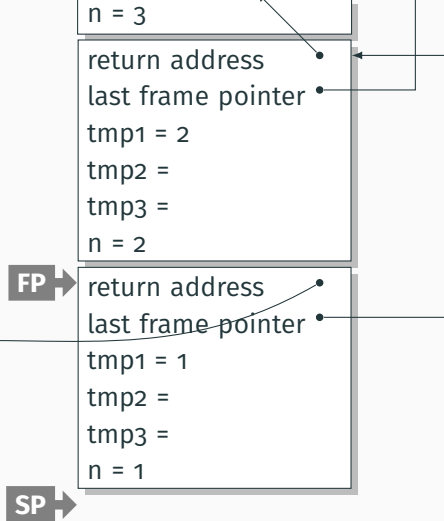 n = 3
return address
last frame pointer
tmp1 = 2
tmp2 =
tmp3 =
n = 2
FP
return address
last frame pointer
tmp1 = 1
tmp2 =
tmp3 =
n = 1
SP